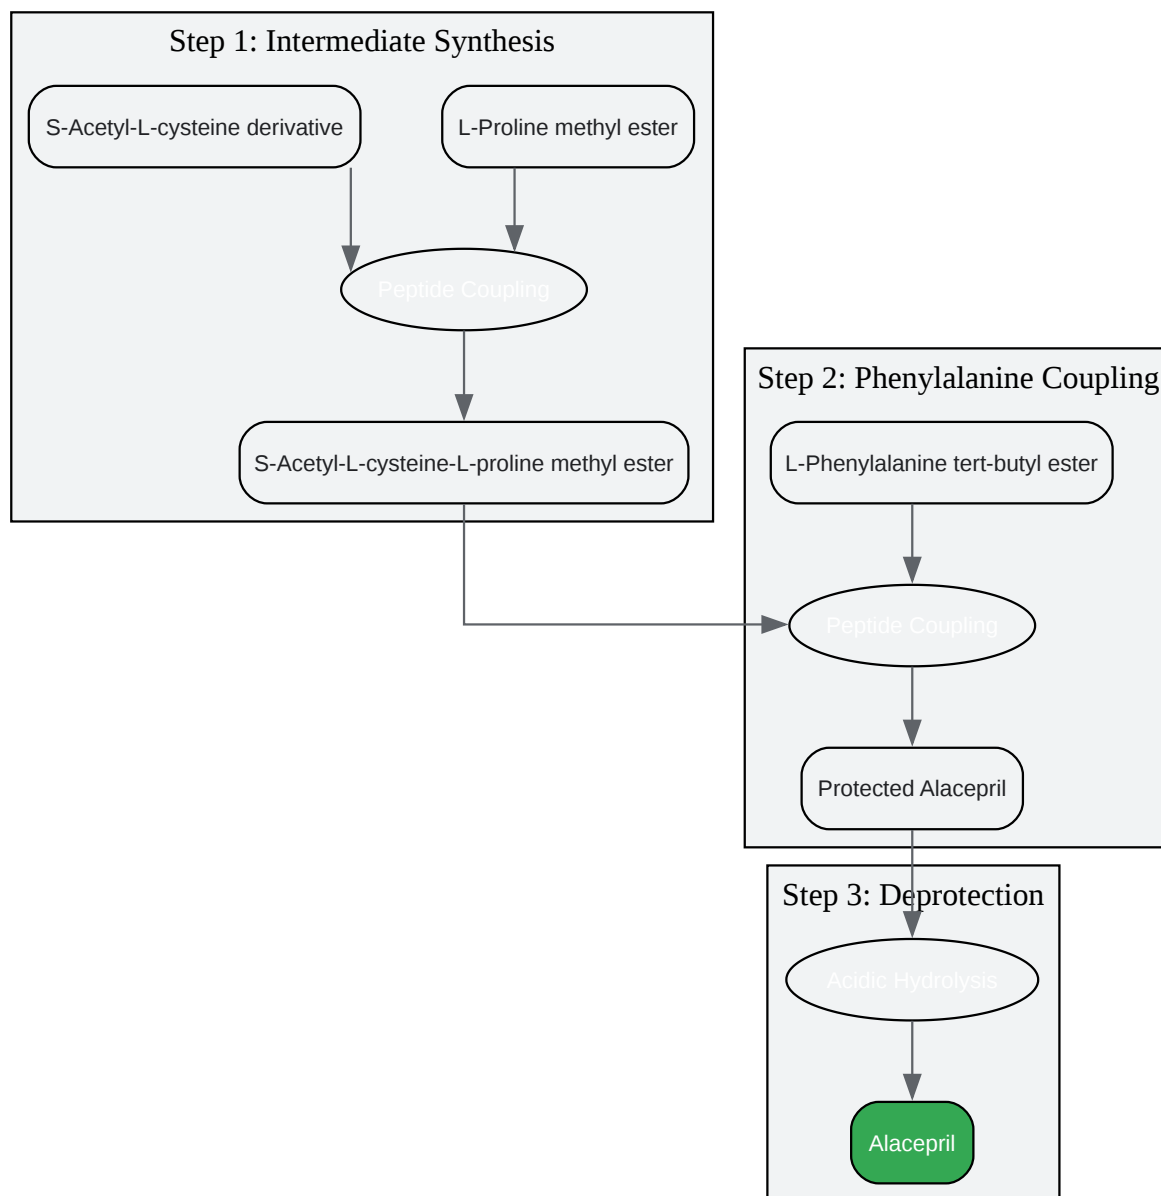 Step 1: Intermediate Synthesis
S-Acetyl-L-cysteine derivative
L-Proline methyl ester
Peptide Coupling
S-Acetyl-L-cysteine-L-proline methyl ester
Step 2: Phenylalanine Coupling
L-Phenylalanine tert-butyl ester
Peptide Coupling
Protected Alacepril
Step 3: Deprotection
Acidic Hydrolysis
Alacepril